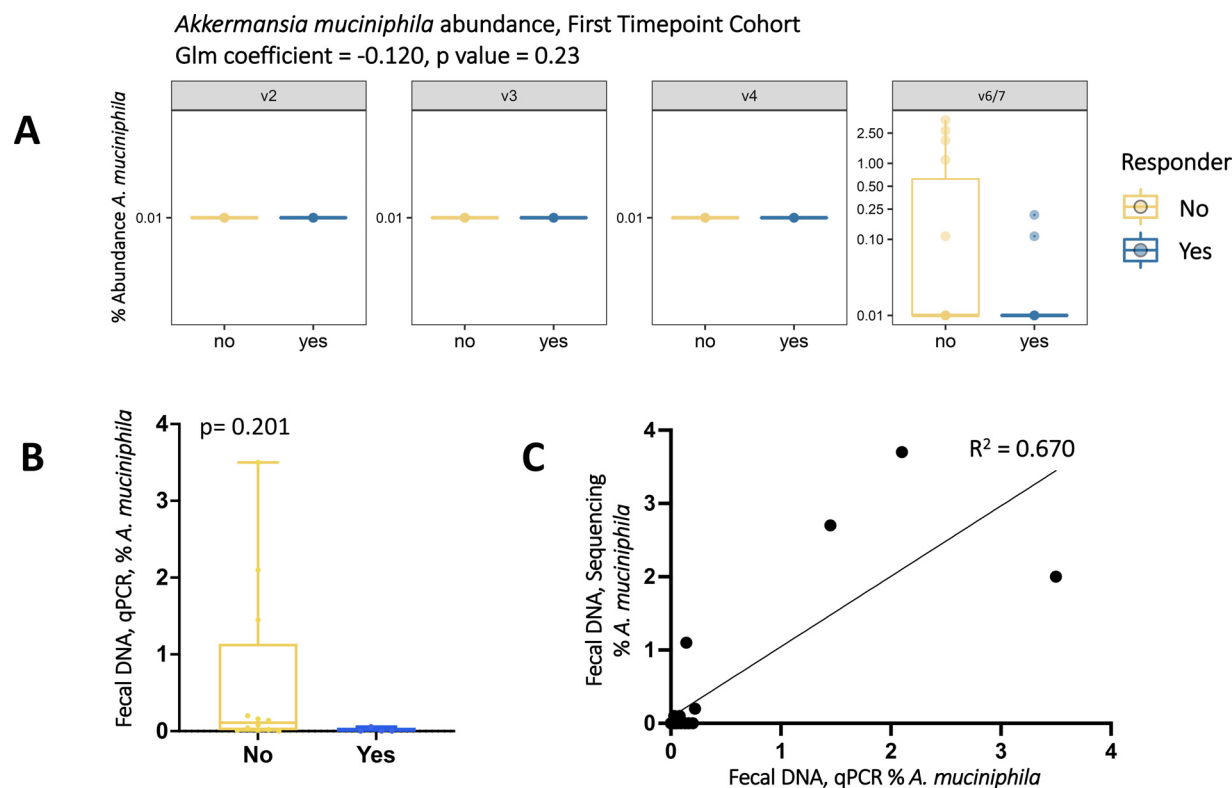 Akkermansia muciniphila abundance, First Timepoint Cohort
Glm coefficient = -0.120, p value = 0.23
A
% Abundance A. muciniphila
v2
0.01
no yes
v3
0.01
no yes
v4
0.01
no yes
v6/7
2.50
1.00
0.50
0.25
0.10
0.01
no yes
Responder
No
Yes
B
Fecal DNA, qPCR, % A. muciniphila
p= 0.201
4
3
2
1
0
No Yes
C
Fecal DNA, Sequencing
% A. muciniphila
R² = 0.670
4
3
2
1
0
0 1 2 3 4
Fecal DNA, qPCR % A. muciniphila